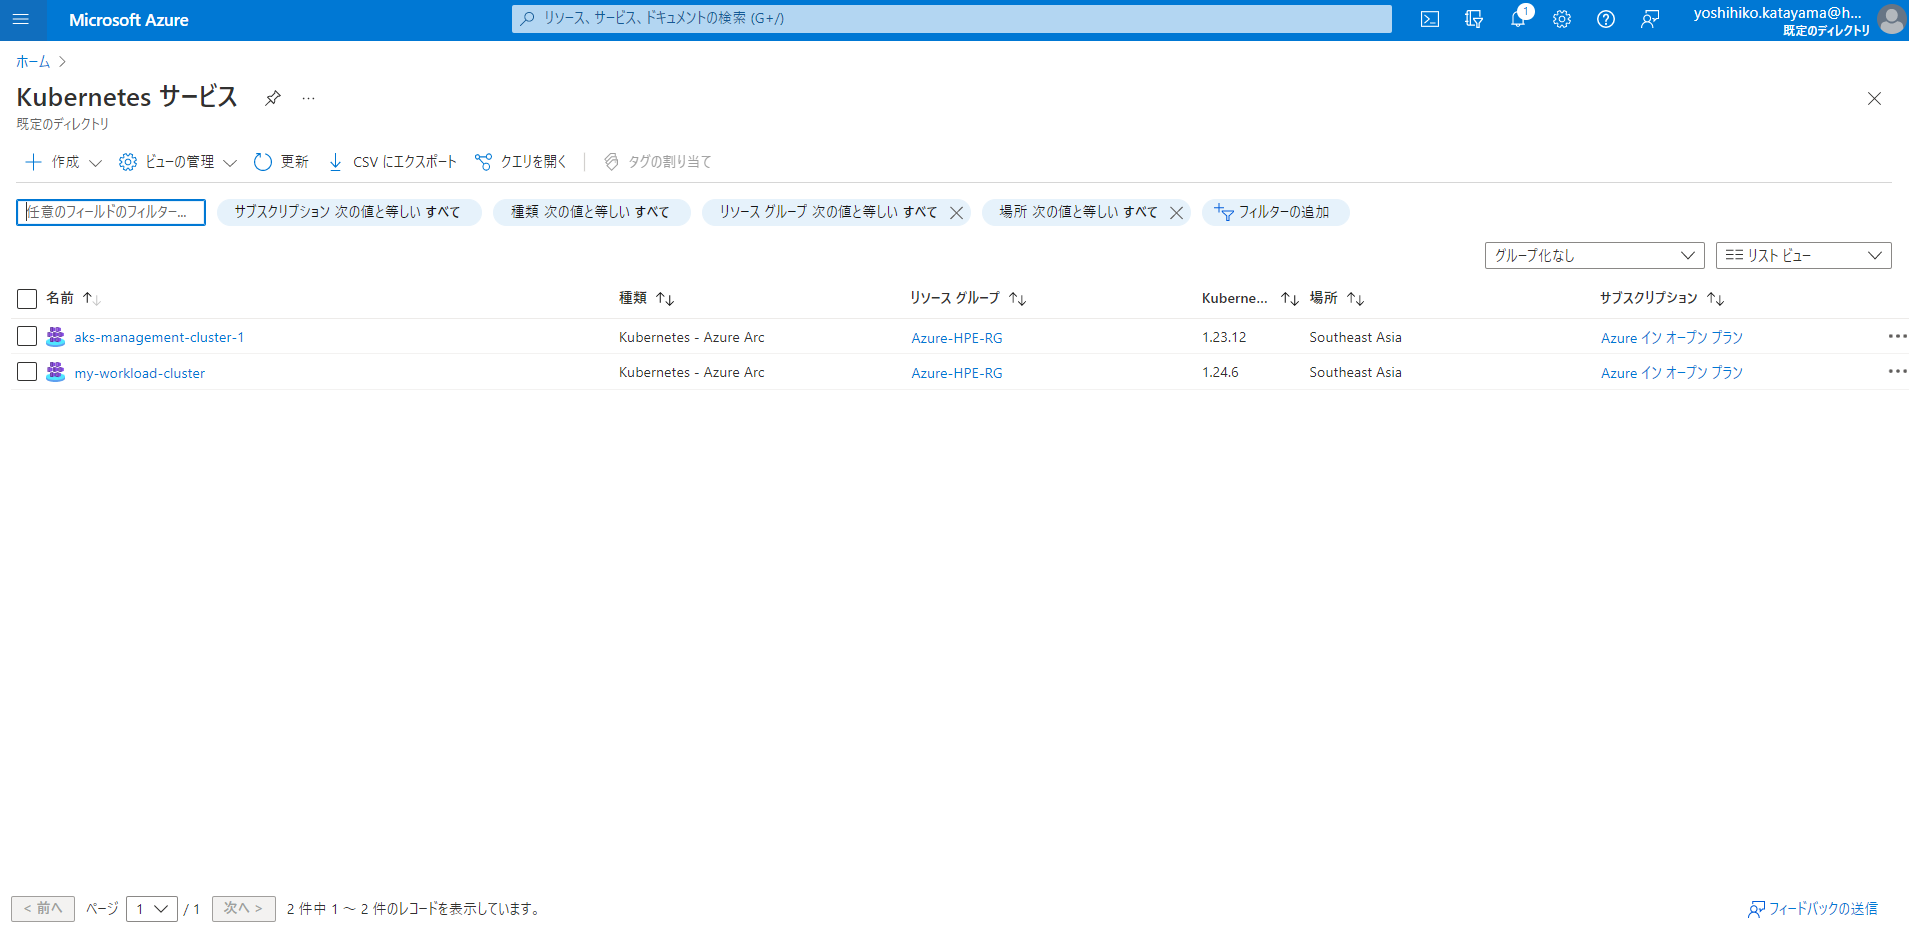 Microsoft Azure
リソース、サービス、ドキュメントの検索 (G+/)
1
yoshihiko.katayama@h...
既定のディレクトリ
ホーム
Kubernetes サービス
既定のディレクトリ
作成 ビューの管理 更新 CSV にエクスポート クエリを開く タグの割り当て
任意のフィールドのフィルター... サブスクリプション 次の値と等しい すべて 種類 次の値と等しい すべて リソース グループ 次の値と等しい すべて 場所 次の値と等しい すべて フィルターの追加
グループ化なし リスト ビュー
名前 種類 リソース グループ Kuberne... 場所 サブスクリプション
aks-management-cluster-1 Kubernetes - Azure Arc Azure-HPE-RG 1.23.12 Southeast Asia Azure イン オープン プラン
my-workload-cluster Kubernetes - Azure Arc Azure-HPE-RG 1.24.6 Southeast Asia Azure イン オープン プラン
< 前へ ページ 1 / 1 次へ > 2 件中 1 ～ 2 件のレコードを表示しています。 フィードバックの送信